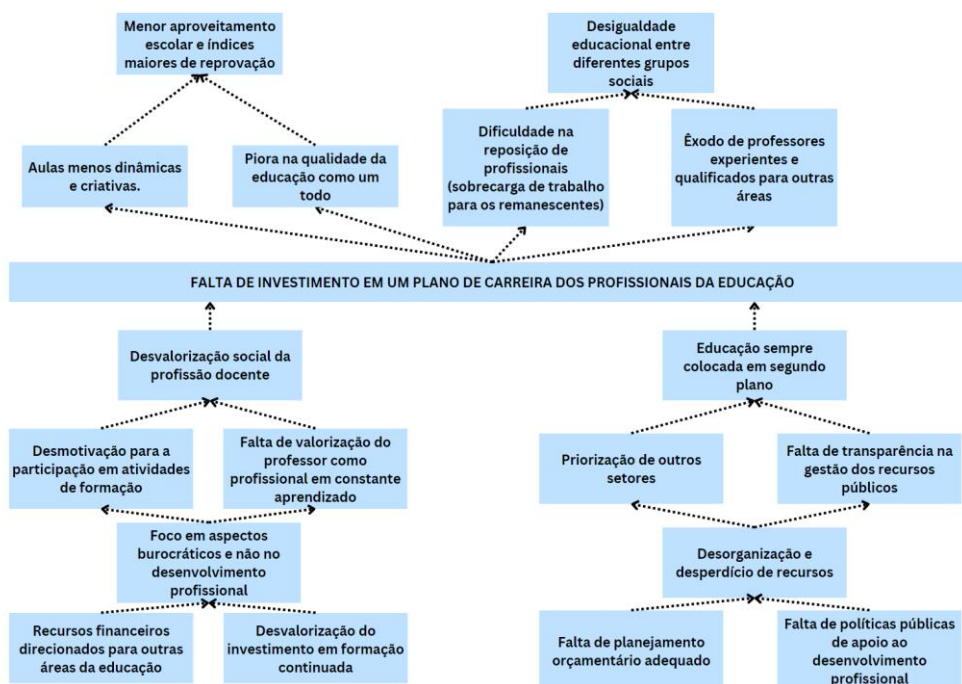 Menor aproveitamento
escolar e índices
maiores de reprovação
Desigualdade
educacional entre
diferentes grupos
sociais
Aulas menos dinâmicas
e criativas.
Piora na qualidade da
educação como um
todo
Dificuldade na
reposição de
profissionais
(sobrecarga de trabalho
para os remanescentes)
Êxodo de professores
experientes e
qualificados para outras
áreas
FALTA DE INVESTIMENTO EM UM PLANO DE CARREIRA DOS PROFISSIONAIS DA EDUCAÇÃO
Desvalorização social da
profissão docente
Educação sempre
colocada em segundo
plano
Desmotivação para a
participação em atividades
de formação
Falta de valorização do
professor como
profissional em constante
aprendizado
Priorização de outros
setores
Falta de transparência na
gestão dos recursos
públicos
Foco em aspectos
burocráticos e não no
desenvolvimento
profissional
Desorganização e
desperdício de recursos
Recursos financeiros
direcionados para outras
áreas da educação
Desvalorização do
investimento em formação
continuada
Falta de planejamento
orçamentário adequado
Falta de políticas públicas
de apoio ao
desenvolvimento
profissional